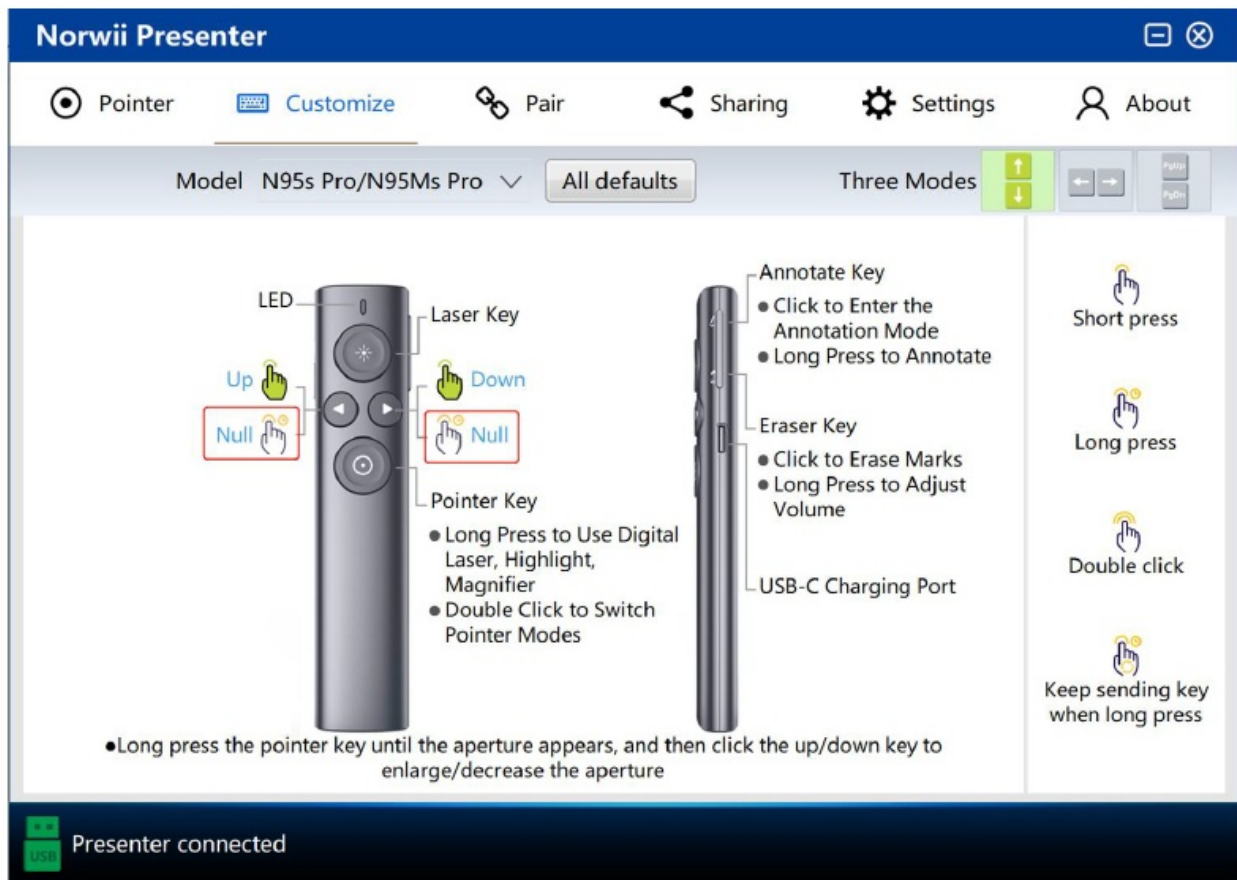 Norwii Presenter
Pointer
Customize
Pair
Sharing
Settings
About
Model N95s Pro/N95Ms Pro
All defaults
Three Modes
PgUp
PgDn
LED
Laser Key
Up
Down
Null
Null
Pointer Key
●Long Press to Use Digital
Laser, Highlight,
Magnifier
●Double Click to Switch
Pointer Modes
Annotate Key
●Click to Enter the
Annotation Mode
●Long Press to Annotate
Eraser Key
●Click to Erase Marks
●Long Press to Adjust
Volume
USB-C Charging Port
●Long press the pointer key until the aperture appears, and then click the up/down key to
enlarge/decrease the aperture
Short press
Long press
Double click
Keep sending key
when long press
USB
Presenter connected